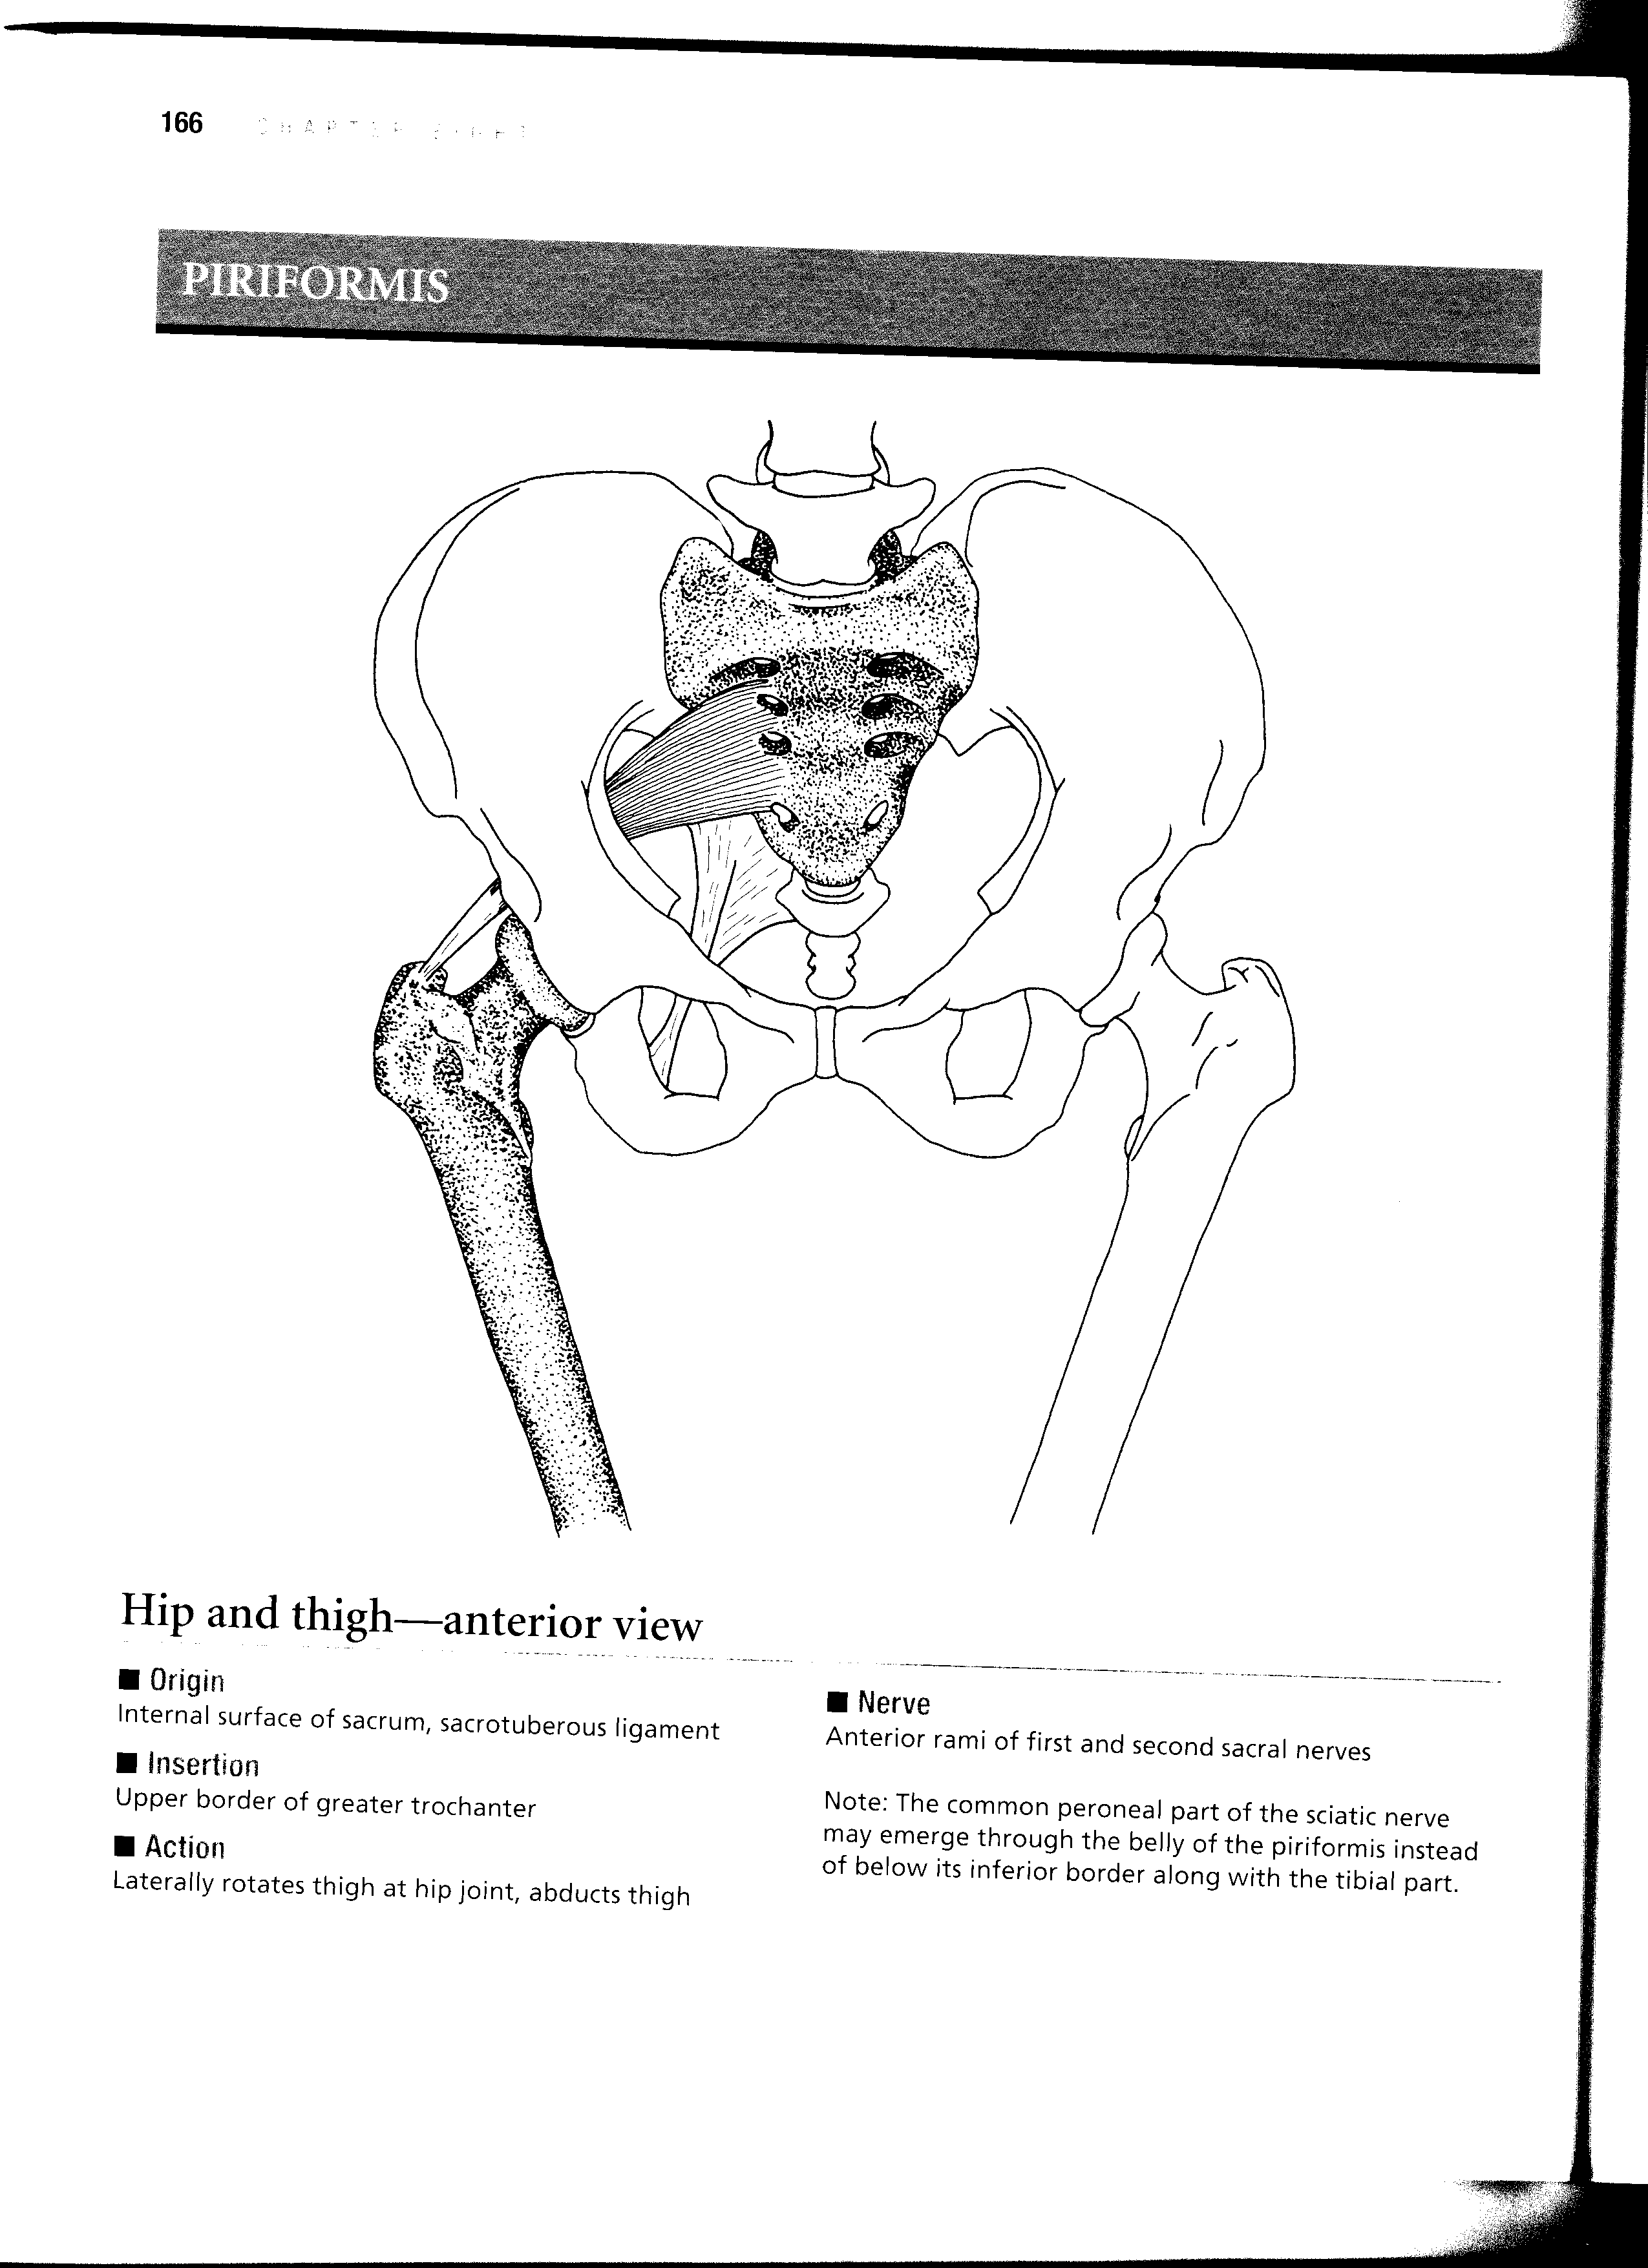 166 CHAPTER EIGHT
PIRIFORMIS
Hip and thigh—anterior view
■ Origin
Internal surface of sacrum, sacrotuberous ligament
■ Insertion
Upper border of greater trochanter
■ Action
Laterally rotates thigh at hip joint, abducts thigh
■ Nerve
Anterior rami of first and second sacral nerves
Note: The common peroneal part of the sciatic nerve
may emerge through the belly of the piriformis instead
of below its inferior border along with the tibial part.